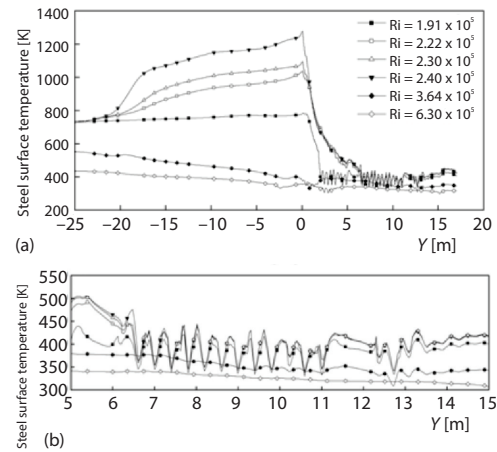 Steel surface temperature [K]
1400
1200
1000
800
600
400
200
Ri = 1.91 x 10⁵
Ri = 2.22 x 10⁵
Ri = 2.30 x 10⁵
Ri = 2.40 x 10⁵
Ri = 3.64 x 10⁵
Ri = 6.30 x 10⁵
−25 −20 −15 −10 −5 0 5 10 15 20
(a)
Y [m]
Steel surface temperature [K]
550
500
450
400
350
300
5 6 7 8 9 10 11 12 13 14 15
(b)
Y [m]